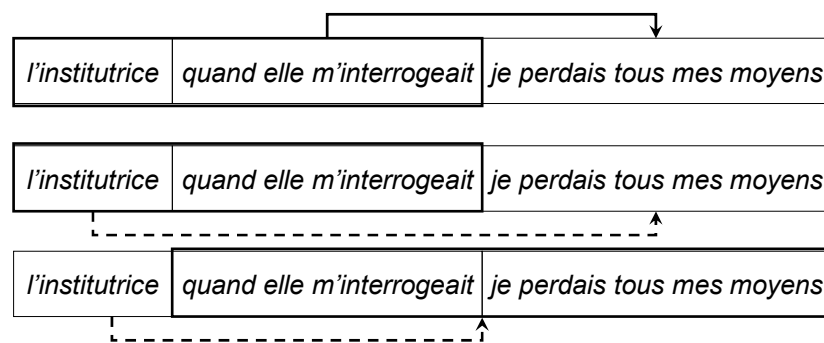 l’institutrice quand elle m’interrogeait je perdais tous mes moyens
l’institutrice quand elle m’interrogeait je perdais tous mes moyens
l’institutrice quand elle m’interrogeait je perdais tous mes moyens